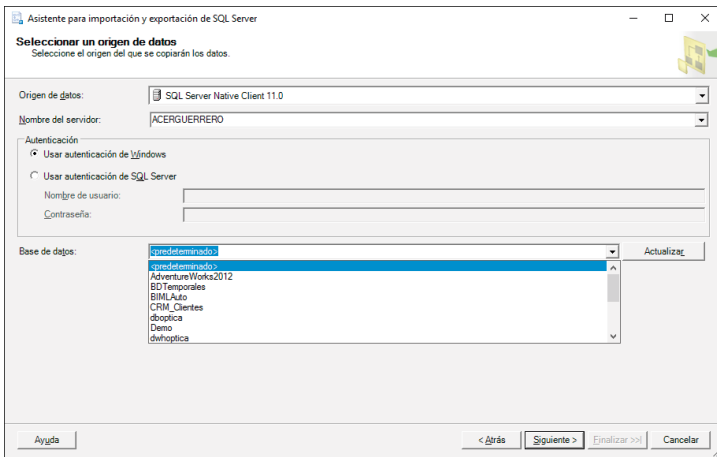 Asistente para importación y exportación de SQL Server
Seleccionar un origen de datos
Seleccione el origen del que se copiarán los datos.
Origen de datos: SQL Server Native Client 11.0
Nombre del servidor: ACERGUERRERO
Autenticación
Usar autenticación de Windows
Usar autenticación de SQL Server
Nombre de usuario:
Contraseña:
Base de datos: <predeterminado> Actualizar
<predeterminado>
AdventureWorks2012
BDTemporales
BIMLAuto
CRM_Clientes
dboptica
Demo
dwhoptica
Ayuda < Atrás Siguiente > Finalizar >>| Cancelar